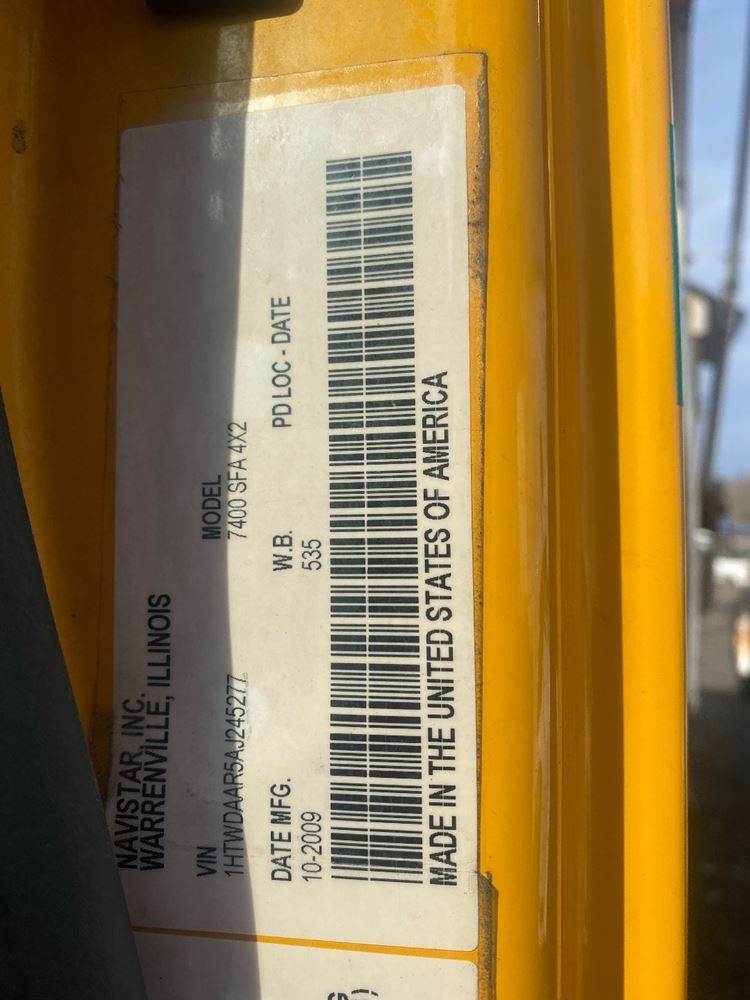 NAVISTAR, INC.
WARRENVILLE, ILLINOIS
VIN
1HTWDAAR5AJ245277
MODEL
7400 SFA 4X2
DATE MFG.
10-2009
W.B.
535
PD LOC - DATE
MADE IN THE UNITED STATES OF AMERICA